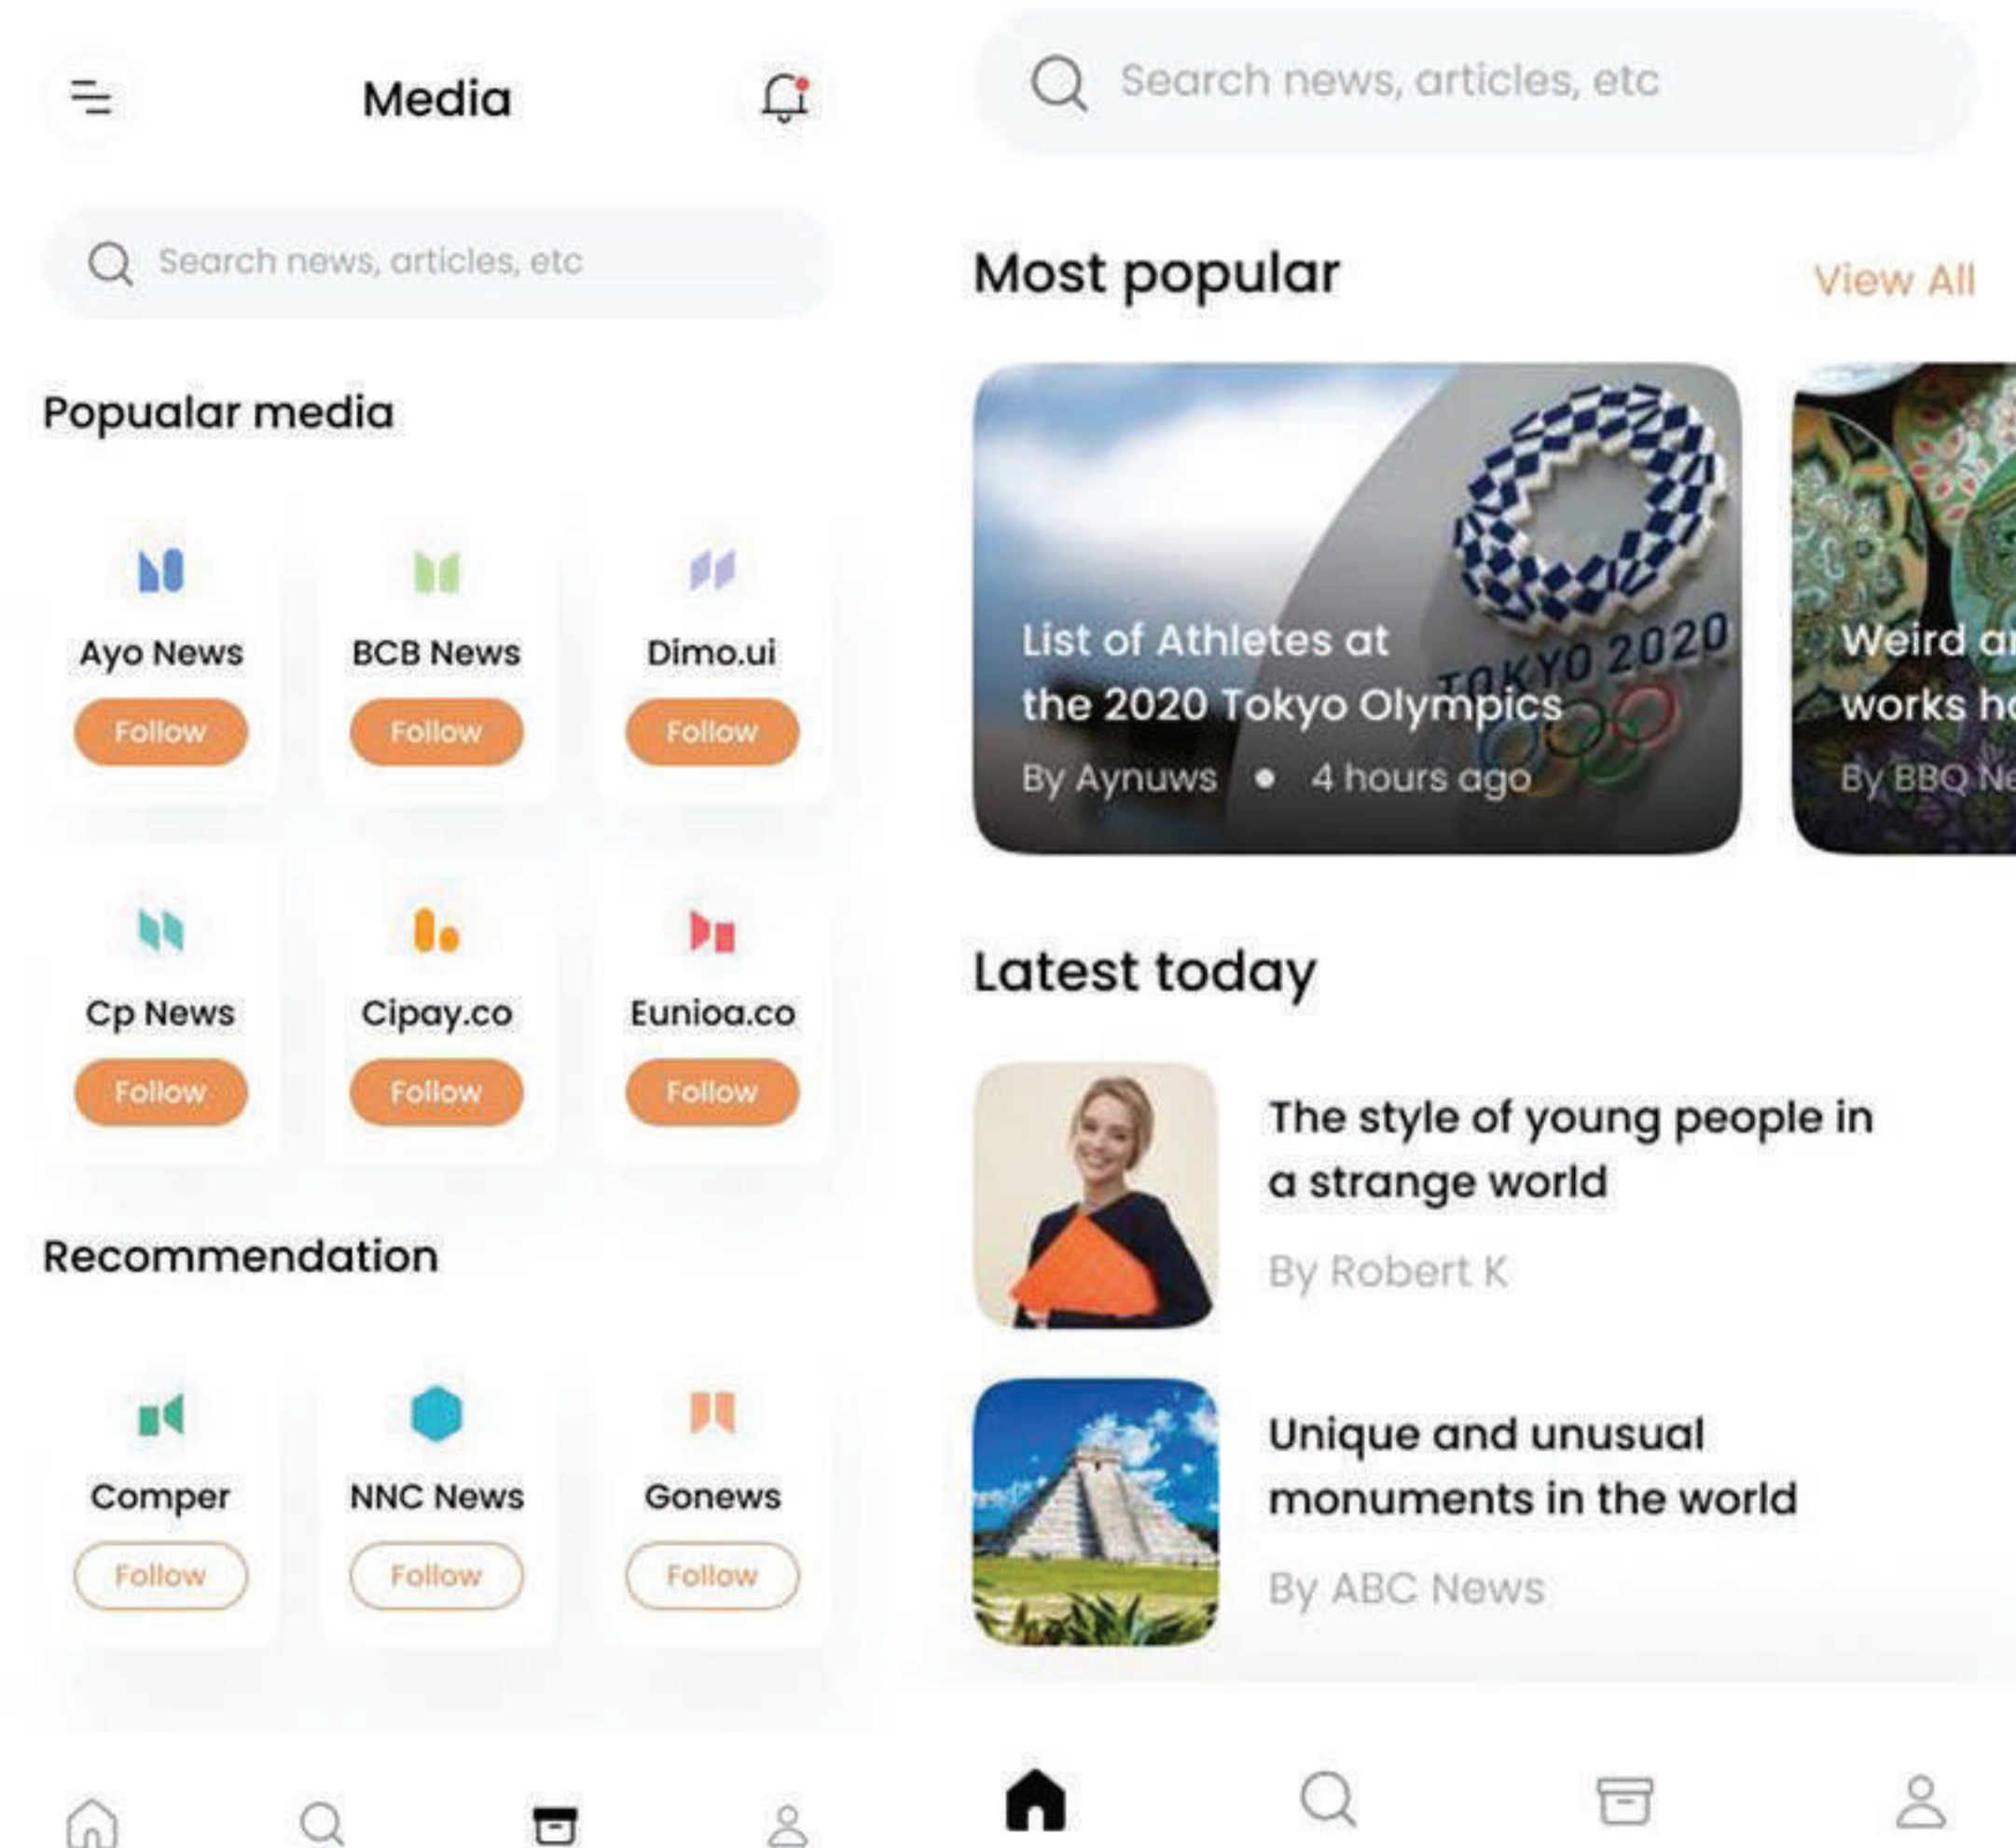 Media
Search news, articles, etc
Popualar media
Ayo News
BCB News
Dimo.ui
Follow
Follow
Follow
Cp News
Cipay.co
Eunioa.co
Follow
Follow
Follow
Recommendation
Comper
NNC News
Gonews
Follow
Follow
Follow
Search news, articles, etc
Most popular
View All
TOKYO 2020
List of Athletes at
the 2020 Tokyo Olympics
By Aynuws • 4 hours ago
Weird
works
By BBQ
Latest today
The style of young people in
a strange world
By Robert K
Unique and unusual
monuments in the world
By ABC News